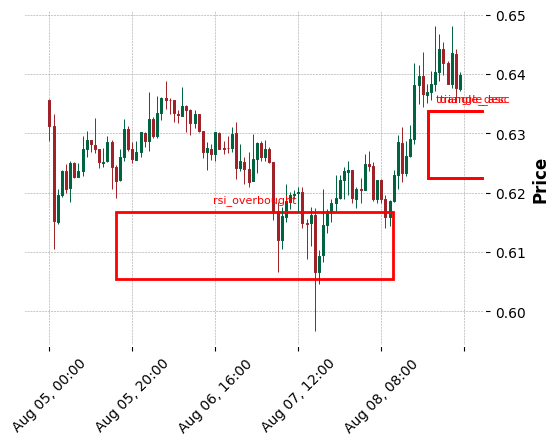 0.65
0.64
0.63
0.62
0.61
0.60
Price
rsi_overbought
Aug 05, 00:00
Aug 05, 20:00
Aug 06, 16:00
Aug 07, 12:00
Aug 08, 08:00